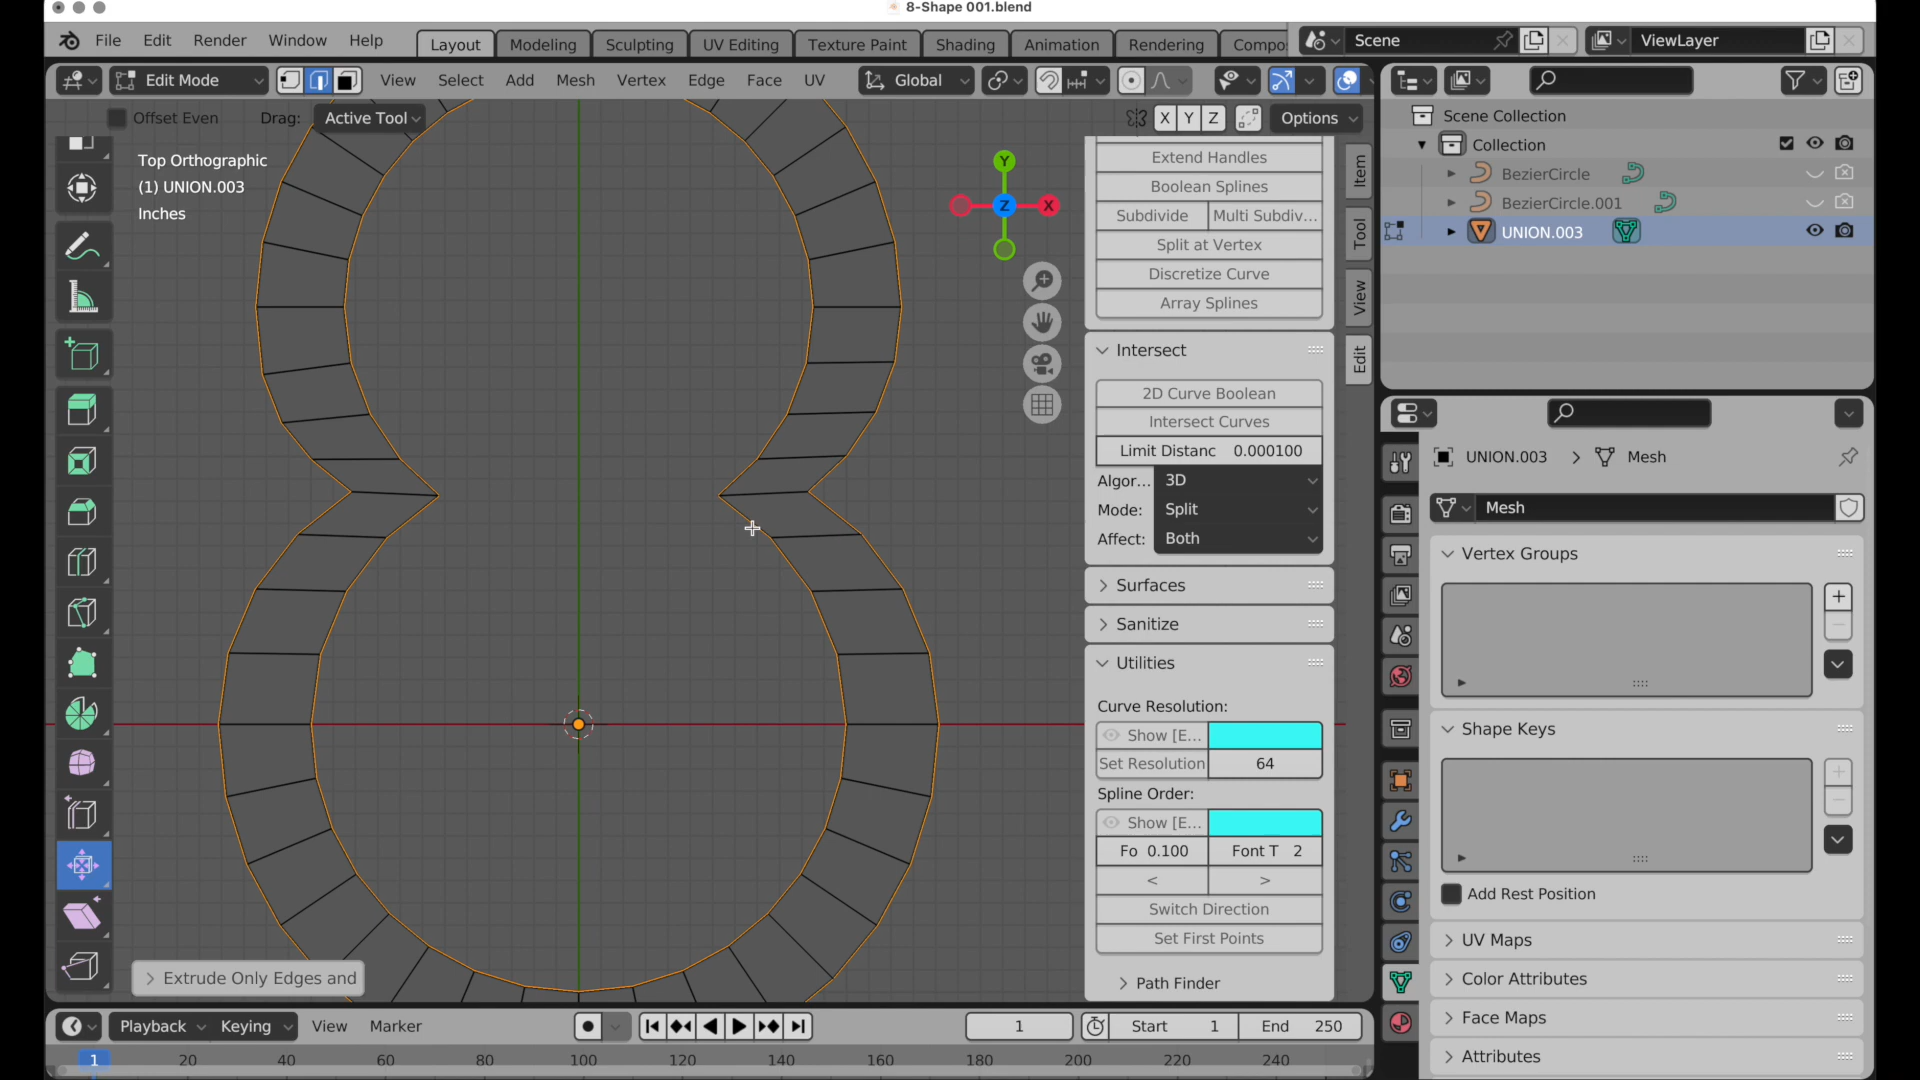 8-Shape 001.blend
File Edit Render Window Help
Layout Modeling Sculpting UV Editing Texture Paint Shading Animation Rendering Compo
Scene
ViewLayer
Edit Mode View Select Add Mesh Vertex Edge Face UV Global
Offset Even Drag: Active Tool
X Y Z Options
Top Orthographic
(1) UNION.003
Inches
Y
X
Z
Extend Handles
Boolean Splines
Subdivide Multi Subdiv...
Split at Vertex
Discretize Curve
Array Splines
Intersect
2D Curve Boolean
Intersect Curves
Limit Distanc 0.000100
Algor... 3D
Mode: Split
Affect: Both
Surfaces
Sanitize
Utilities
Curve Resolution:
Show [E...
Set Resolution 64
Spline Order:
Show [E...
Fo 0.100 Font T 2
< >
Switch Direction
Set First Points
Path Finder
Item
Tool
View
Edit
Extrude Only Edges and
Scene Collection
Collection
BezierCircle
BezierCircle.001
UNION.003
UNION.003 > Mesh
Mesh
Vertex Groups
Shape Keys
Add Rest Position
UV Maps
Color Attributes
Face Maps
Attributes
Playback Keying View Marker
1 Start 1 End 250
1 20 40 60 80 100 120 140 160 180 200 220 240